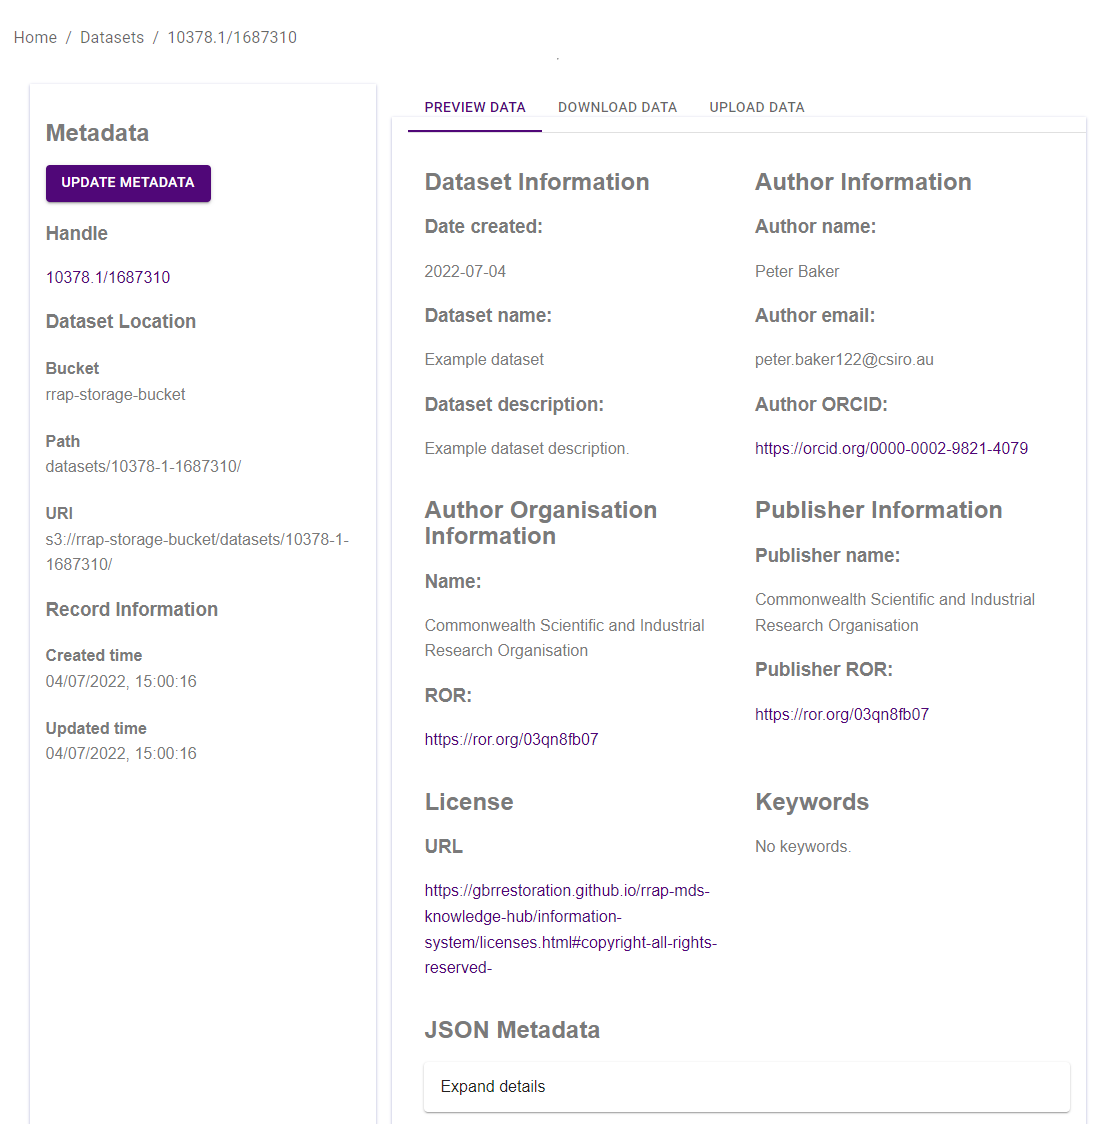 Home / Datasets / 10378.1/1687310
Metadata
UPDATE METADATA
Handle
10378.1/1687310
Dataset Location
Bucket
rrap-storage-bucket
Path
datasets/10378-1-1687310/
URI
s3://rrap-storage-bucket/datasets/10378-1-
1687310/
Record Information
Created time
04/07/2022, 15:00:16
Updated time
04/07/2022, 15:00:16
PREVIEW DATA DOWNLOAD DATA UPLOAD DATA
Dataset Information
Date created:
2022-07-04
Dataset name:
Example dataset
Dataset description:
Example dataset description.
Author Information
Author name:
Peter Baker
Author email:
peter.baker122@csiro.au
Author ORCID:
https://orcid.org/0000-0002-9821-4079
Author Organisation
Information
Name:
Commonwealth Scientific and Industrial
Research Organisation
ROR:
https://ror.org/03qn8fb07
Publisher Information
Publisher name:
Commonwealth Scientific and Industrial
Research Organisation
Publisher ROR:
https://ror.org/03qn8fb07
License
URL
https://gbrrestoration.github.io/rrap-mds-
knowledge-hub/information-
system/licenses.html#copyright-all-rights-
reserved-
Keywords
No keywords.
JSON Metadata
Expand details